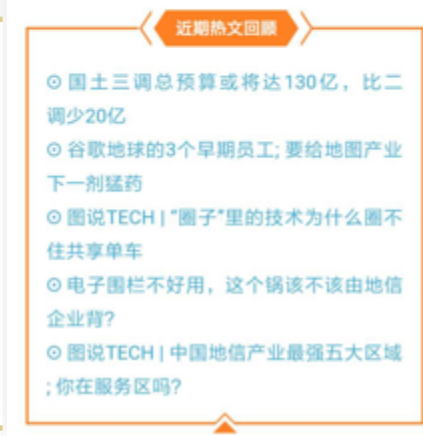 近期热文回顾
⊙ 国土三调总预算或将达130亿，比二
调少20亿
⊙ 谷歌地球的3个早期员工; 要给地图产业
下一剂猛药
⊙ 图说TECH | “圈子”里的技术为什么圈不
住共享单车
⊙ 电子围栏不好用，这个锅该不该由地信
企业背?
⊙ 图说TECH | 中国地信产业最强五大区域
; 你在服务区吗?